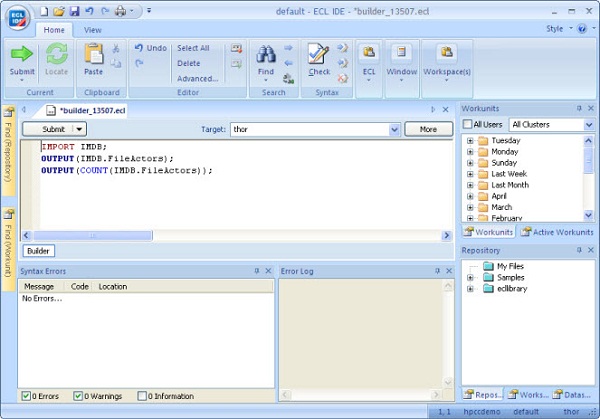 ECL
IDE
default - ECL IDE - *builder_13507.ecl
Home
View
Style
Submit
Locate
Current
Paste
Clipboard
Undo
Select All
Delete
Advanced...
Editor
Find
Search
Check
Syntax
ECL
Window
Workspace(s)
Find (Repository)
Find (Workunit)
*builder_13507.ecl
Submit
Target:
thor
More
IMPORT IMDB;
OUTPUT(IMDB.FileActors);
OUTPUT(COUNT(IMDB.FileActors));
Builder
Syntax Errors
Message Code Location
No Errors...
0 Errors
0 Warnings
0 Information
Error Log
Workunits
All Users
All Clusters
Tuesday
Monday
Sunday
Last Week
Last Month
April
March
February
Workunits
Active Workunits
Repository
My Files
Samples
ecllibrary
Repos...
Works...
Datas...
1, 1 hpccdemo default thor